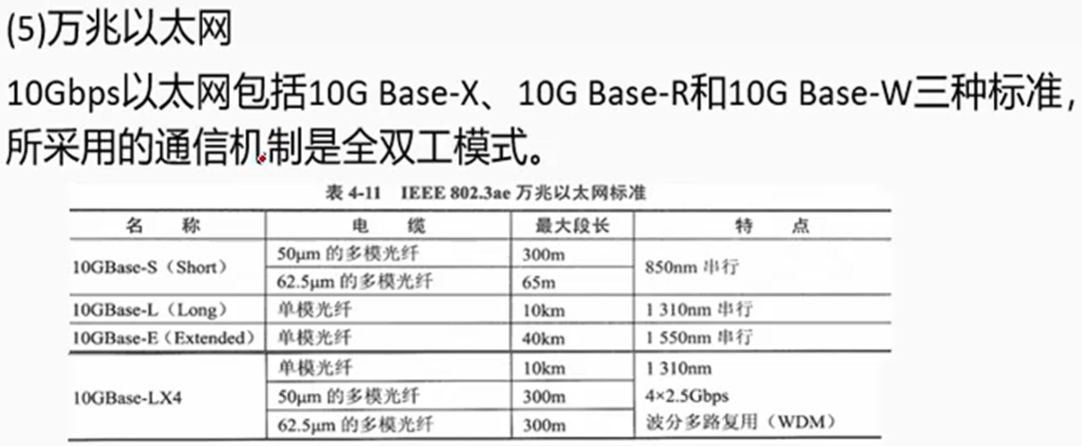 (5)万兆以太网
10Gbps以太网包括10G Base-X、10G Base-R和10G Base-W三种标准，
所采用的通信机制是全双工模式。
表 4-11 IEEE 802.3ae 万兆以太网标准
名 称 电 缆 最大段长 特 点
10GBase-S（Short） 50μm 的多模光纤 300m 850nm 串行
62.5μm 的多模光纤 65m
10GBase-L（Long） 单模光纤 10km 1 310nm 串行
10GBase-E（Extended） 单模光纤 40km 1 550nm 串行
10GBase-LX4 单模光纤 10km 1 310nm
50μm 的多模光纤 300m 4×2.5Gbps
62.5μm 的多模光纤 300m 波分多路复用（WDM）